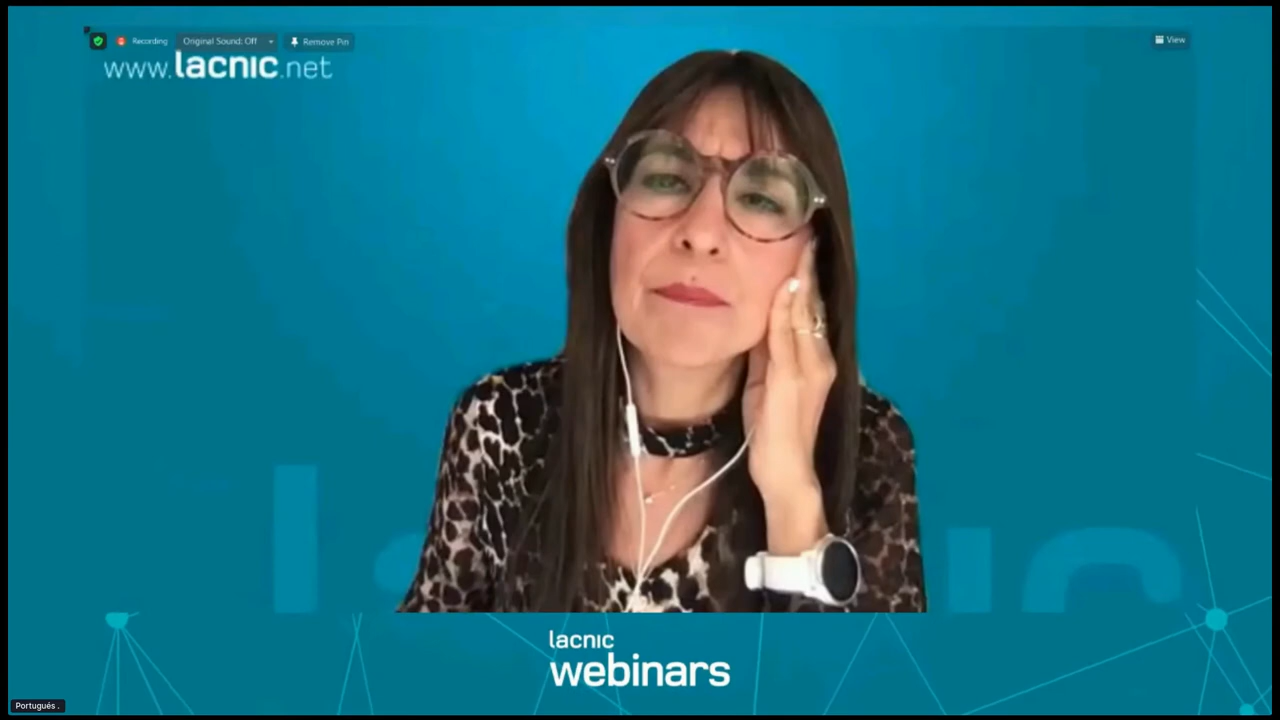 Recording
Original Sound: Off
Remove Pin
View
www.lacnic.net
lacnic
webinars
Portugués .